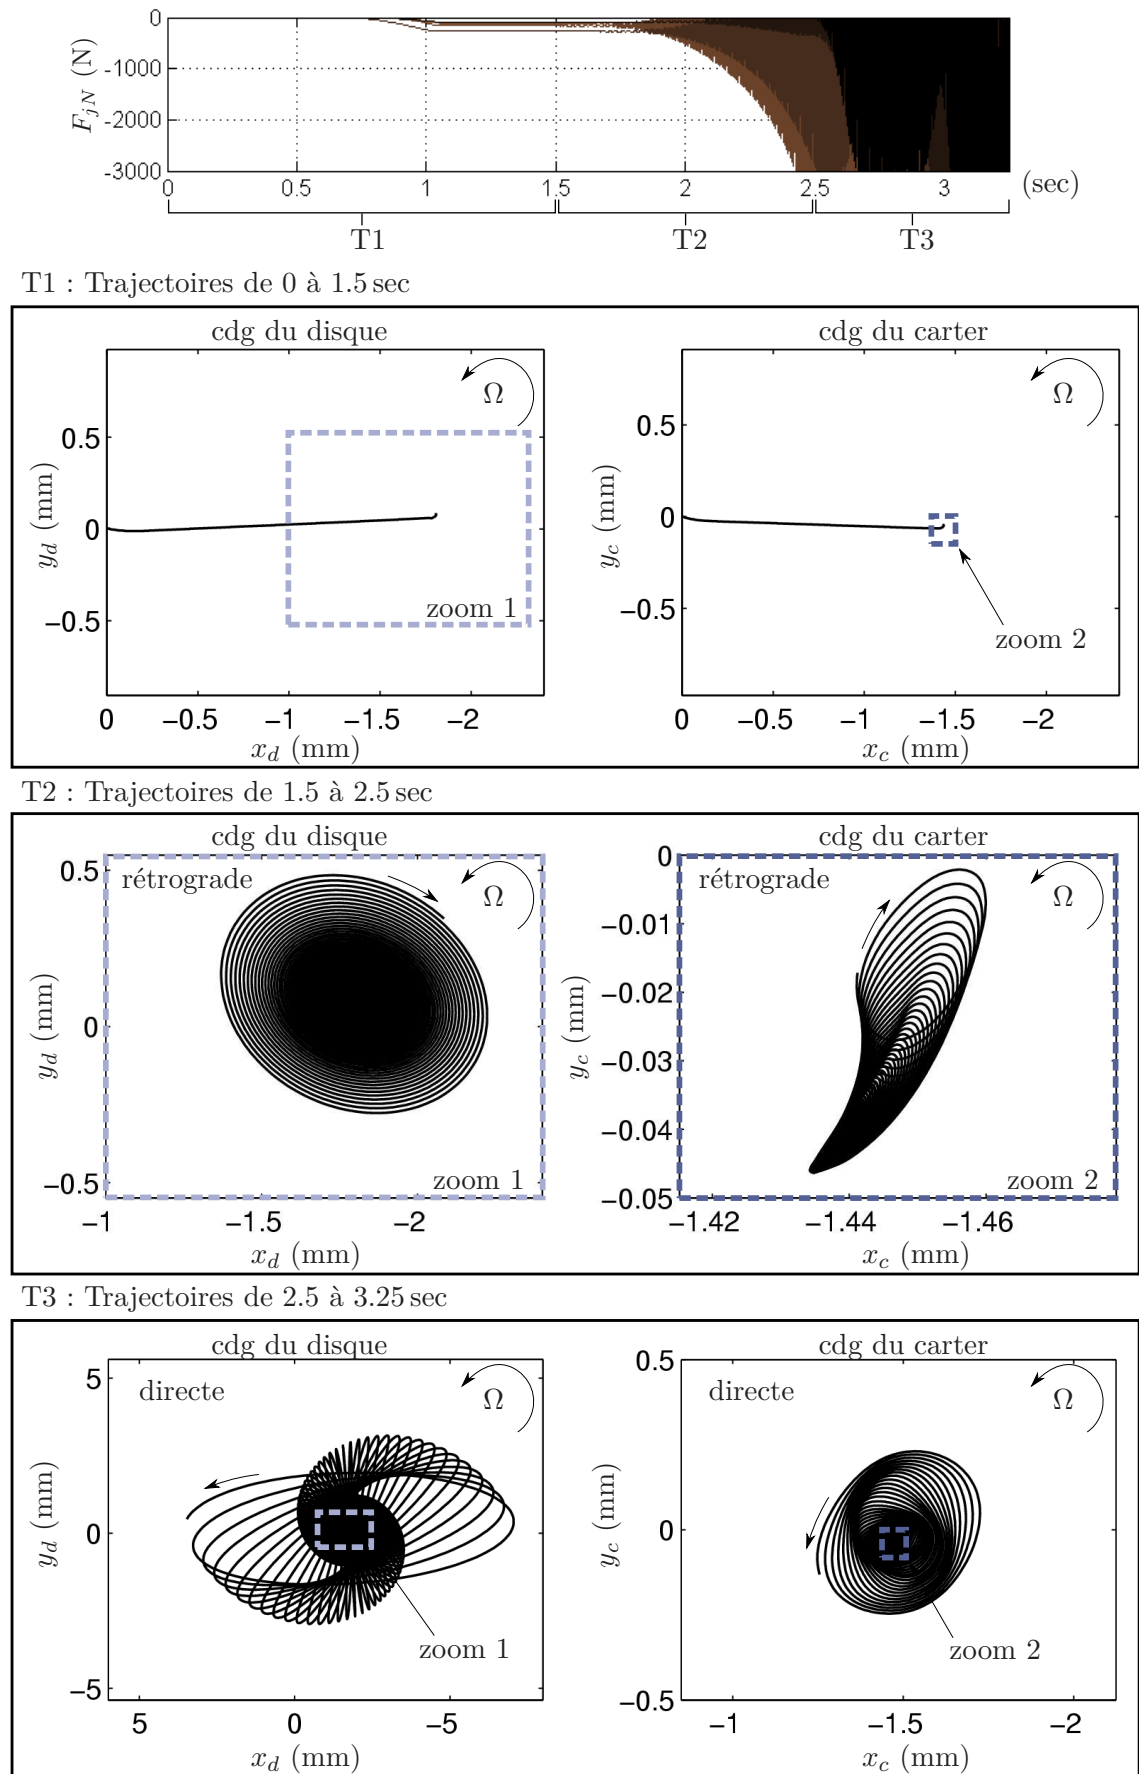 F_{jN} (N)
0
-1000
-2000
-3000
0 0.5 1 1.5 2 2.5 3 (sec)
T1 T2 T3
T1 : Trajectoires de 0 à 1.5 sec
cdg du disque
Ω
0.5
0
−0.5
y_d (mm)
zoom 1
0 −0.5 −1 −1.5 −2
x_d (mm)
cdg du carter
Ω
0.5
0
−0.5
y_c (mm)
zoom 2
0 −0.5 −1 −1.5 −2
x_c (mm)
T2 : Trajectoires de 1.5 à 2.5 sec
cdg du disque
rétrograde
Ω
0.5
0
−0.5
y_d (mm)
zoom 1
−1 −1.5 −2
x_d (mm)
cdg du carter
rétrograde
Ω
0
−0.01
−0.02
−0.03
−0.04
−0.05
y_c (mm)
zoom 2
−1.42 −1.44 −1.46
x_c (mm)
T3 : Trajectoires de 2.5 à 3.25 sec
cdg du disque
directe
Ω
5
0
−5
y_d (mm)
zoom 1
5 0 −5
x_d (mm)
cdg du carter
directe
Ω
0.5
0
−0.5
y_c (mm)
zoom 2
−1 −1.5 −2
x_c (mm)